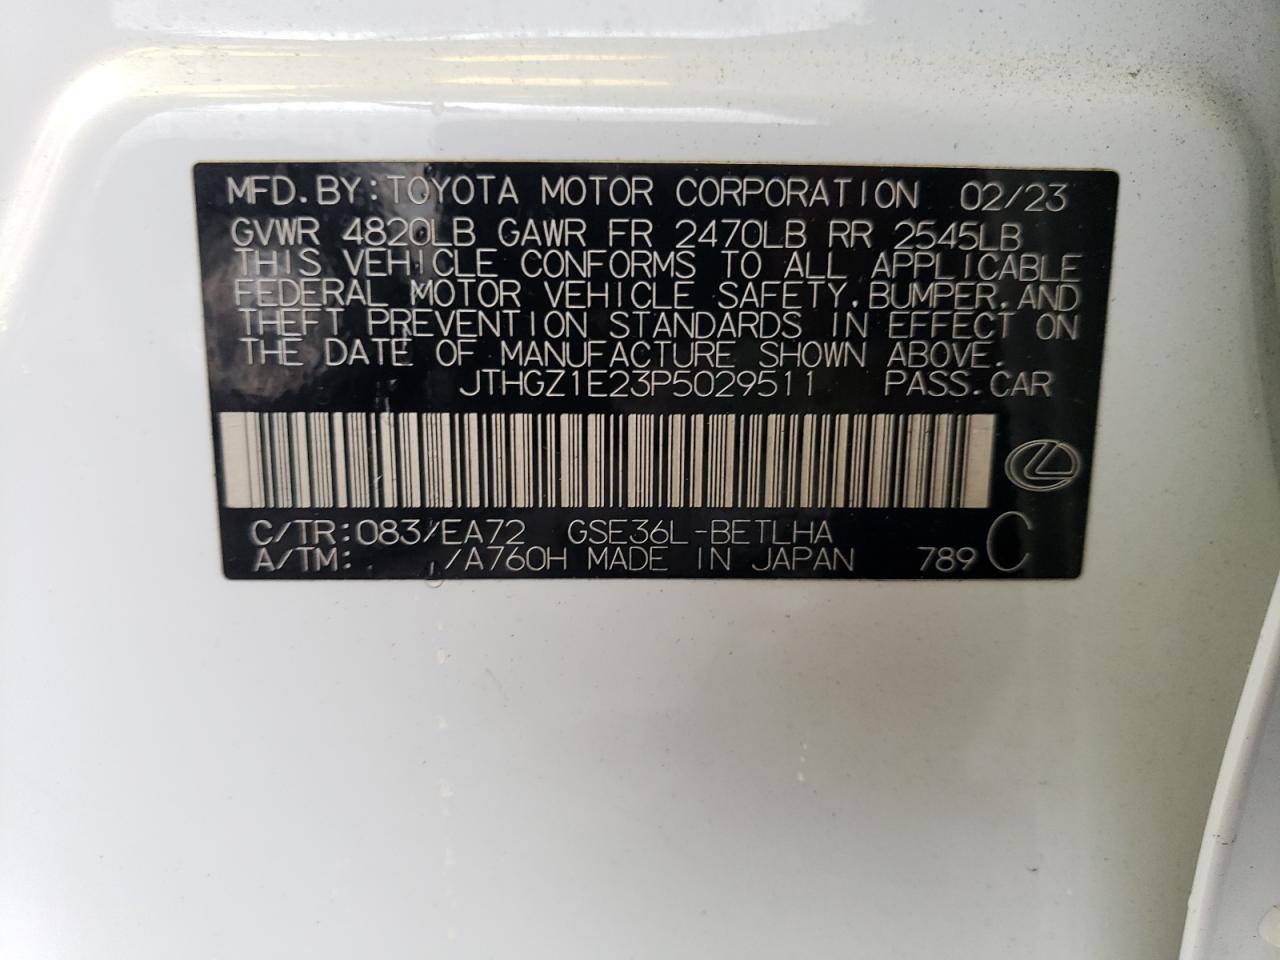 MFD.BY:TOYOTA MOTOR CORPORATION 02/23
GVWR 4820LB GAWR FR 2470LB RR 2545LB
THIS VEHICLE CONFORMS TO ALL APPLICABLE
FEDERAL MOTOR VEHICLE SAFETY,BUMPER,AND
THEFT PREVENTION STANDARDS IN EFFECT ON
THE DATE OF MANUFACTURE SHOWN ABOVE.
JTHGZ1E23P5029511 PASS.CAR
C/TR:083/EA72 GSE36L-BETLHA
A/TM: /A760H MADE IN JAPAN 789 C